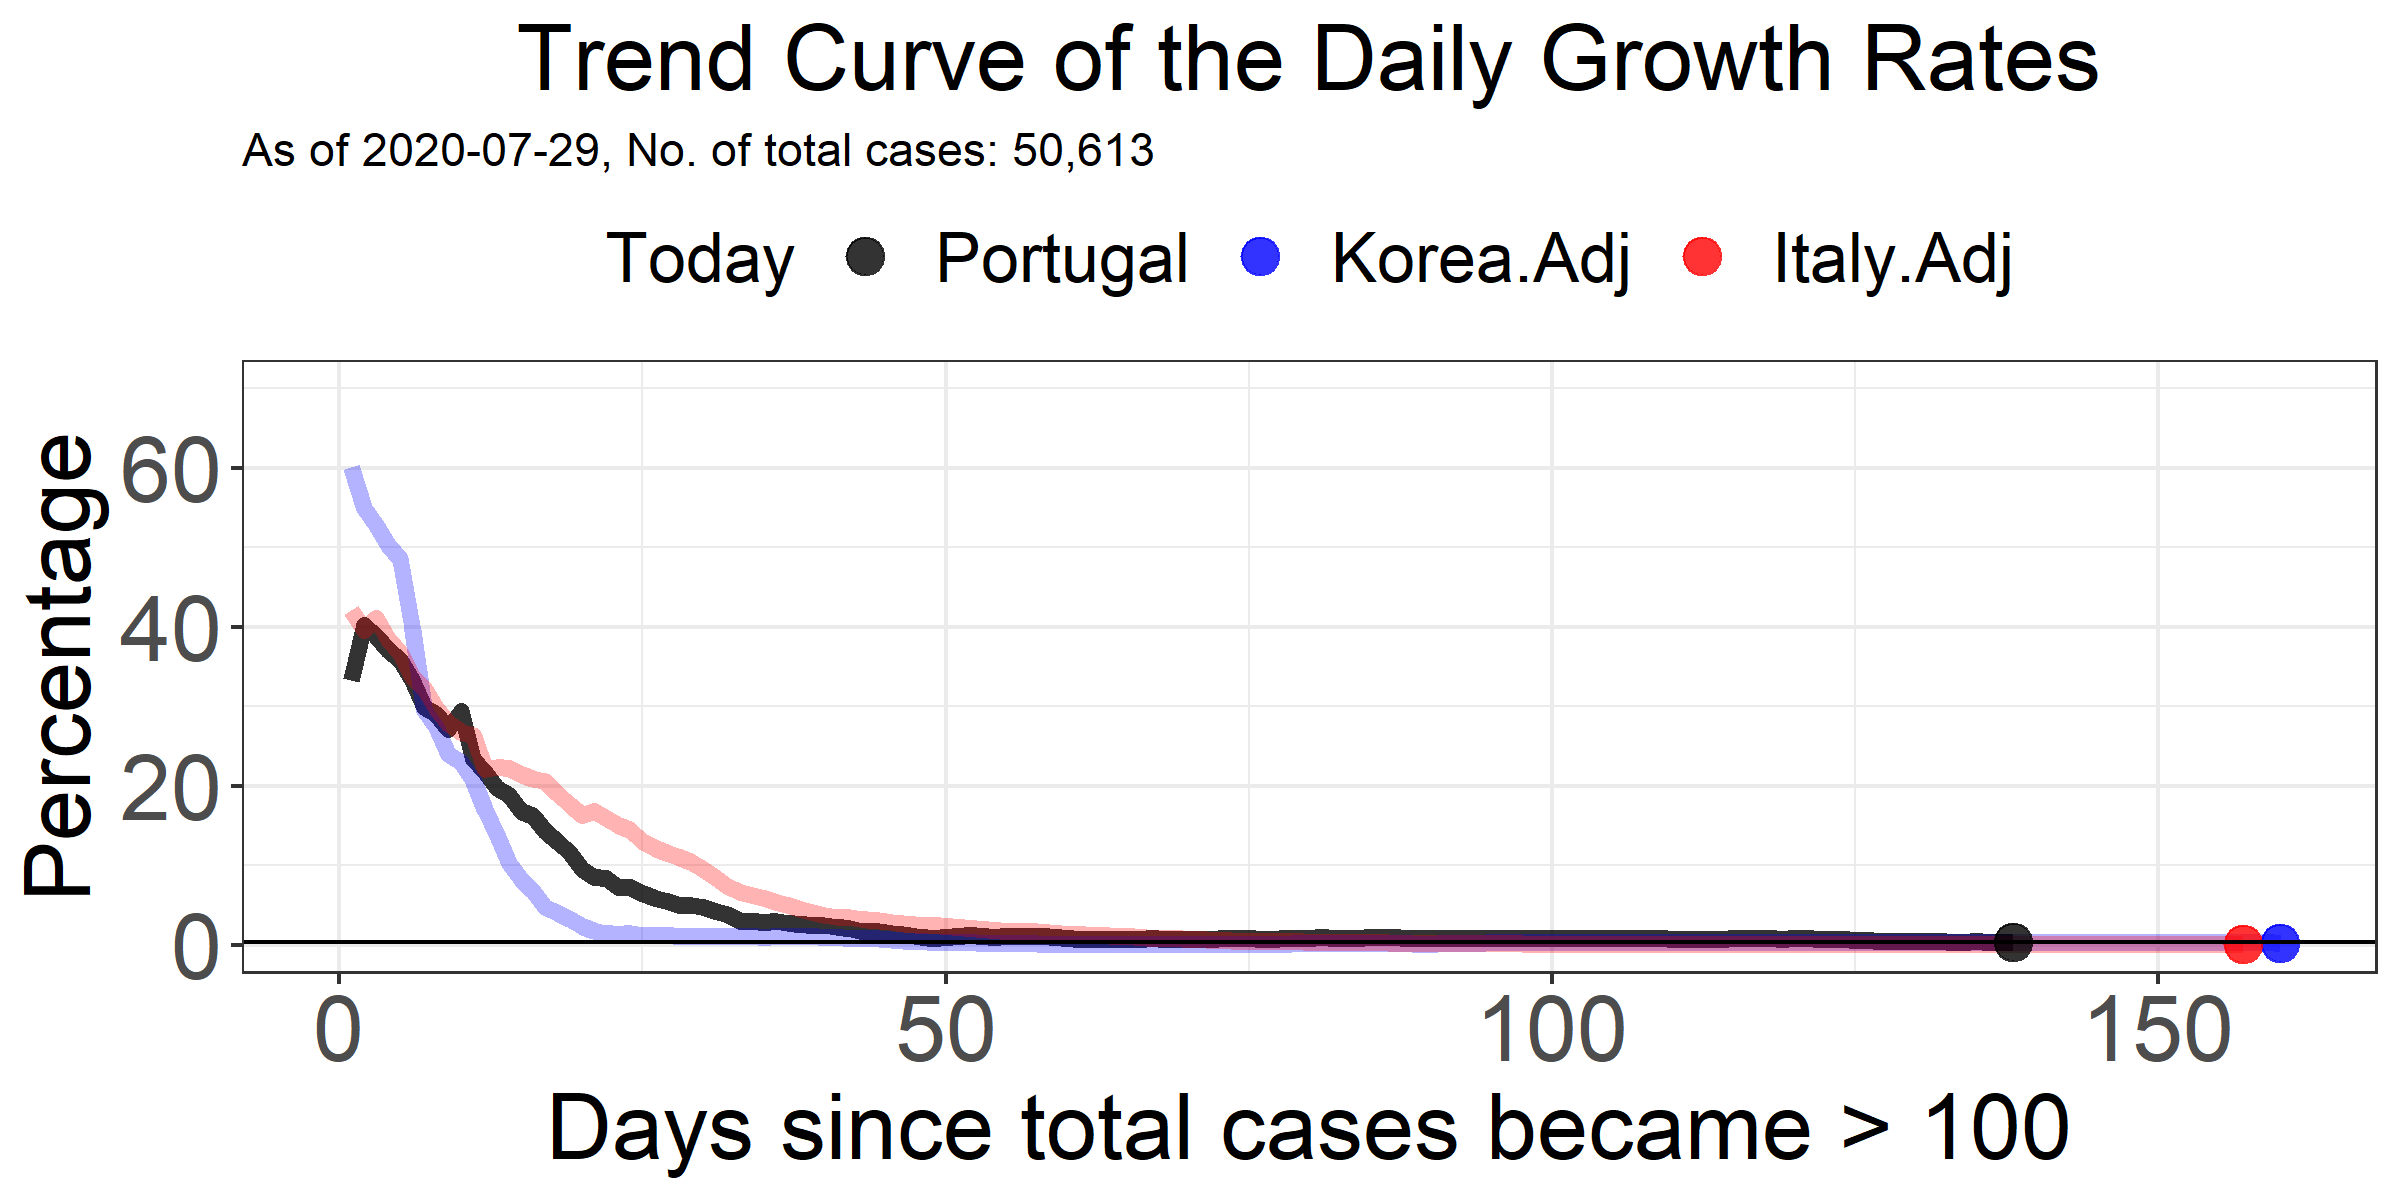 Trend Curve of the Daily Growth Rates
As of 2020-07-29, No. of total cases: 50,613
Today Portugal Korea.Adj Italy.Adj
Percentage
60
40
20
0
0 50 100 150
Days since total cases became > 100